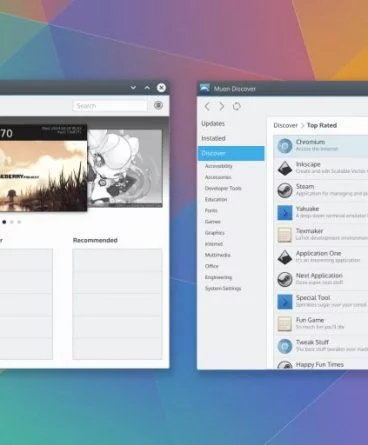 Search
70
Recommended
Muon Discover
Updates
Installed
Discover
Accessibility
Accessories
Developer Tools
Education
Fonts
Games
Graphics
Internet
Multimedia
Office
Engineering
System Settings
Discover > Top Rated
Chromium
Access the Internet
Inkscape
Create and edit Scalable Vector
Steam
Application for managing and
Yakuake
A drop-down terminal emulator
Texmaker
LaTeX development environment
Application One
It's an interesting application
Next Application
Does super cool stuff
Special Tool
Sprinkles sugar over your cereal
Fun Game
So much fun you'll die
Tweak Stuff
The best stuff tweaker ever
Happy Fun Times